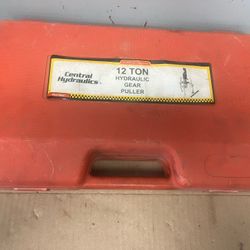 Central
Hydraulics
12 TON
HYDRAULIC
GEAR
PULLER